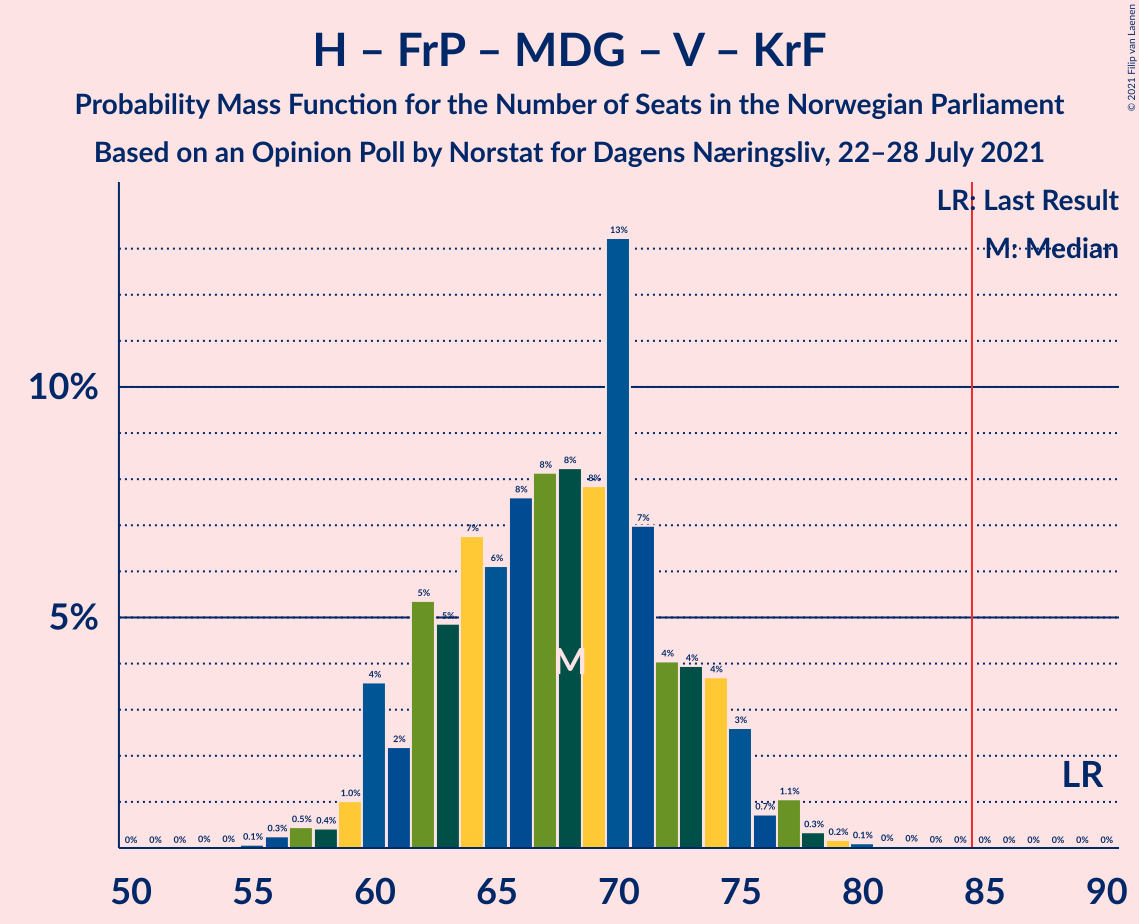 H – FrP – MDG – V – KrF
Probability Mass Function for the Number of Seats in the Norwegian Parliament
Based on an Opinion Poll by Norstat for Dagens Næringsliv, 22–28 July 2021
© 2021 Filip van Laenen
LR: Last Result
M: Median
10%
5%
0% 0% 0% 0% 0% 0.1% 0.3% 0.5% 0.4% 1.0% 4% 2% 5% 5% 7% 6% 8% 8% 8% 8% 13% 7% 4% 4% 4% 3% 0.7% 1.1% 0.3% 0.2% 0.1% 0% 0% 0% 0% 0% 0% 0% 0% 0% 0%
M
LR
50 55 60 65 70 75 80 85 90